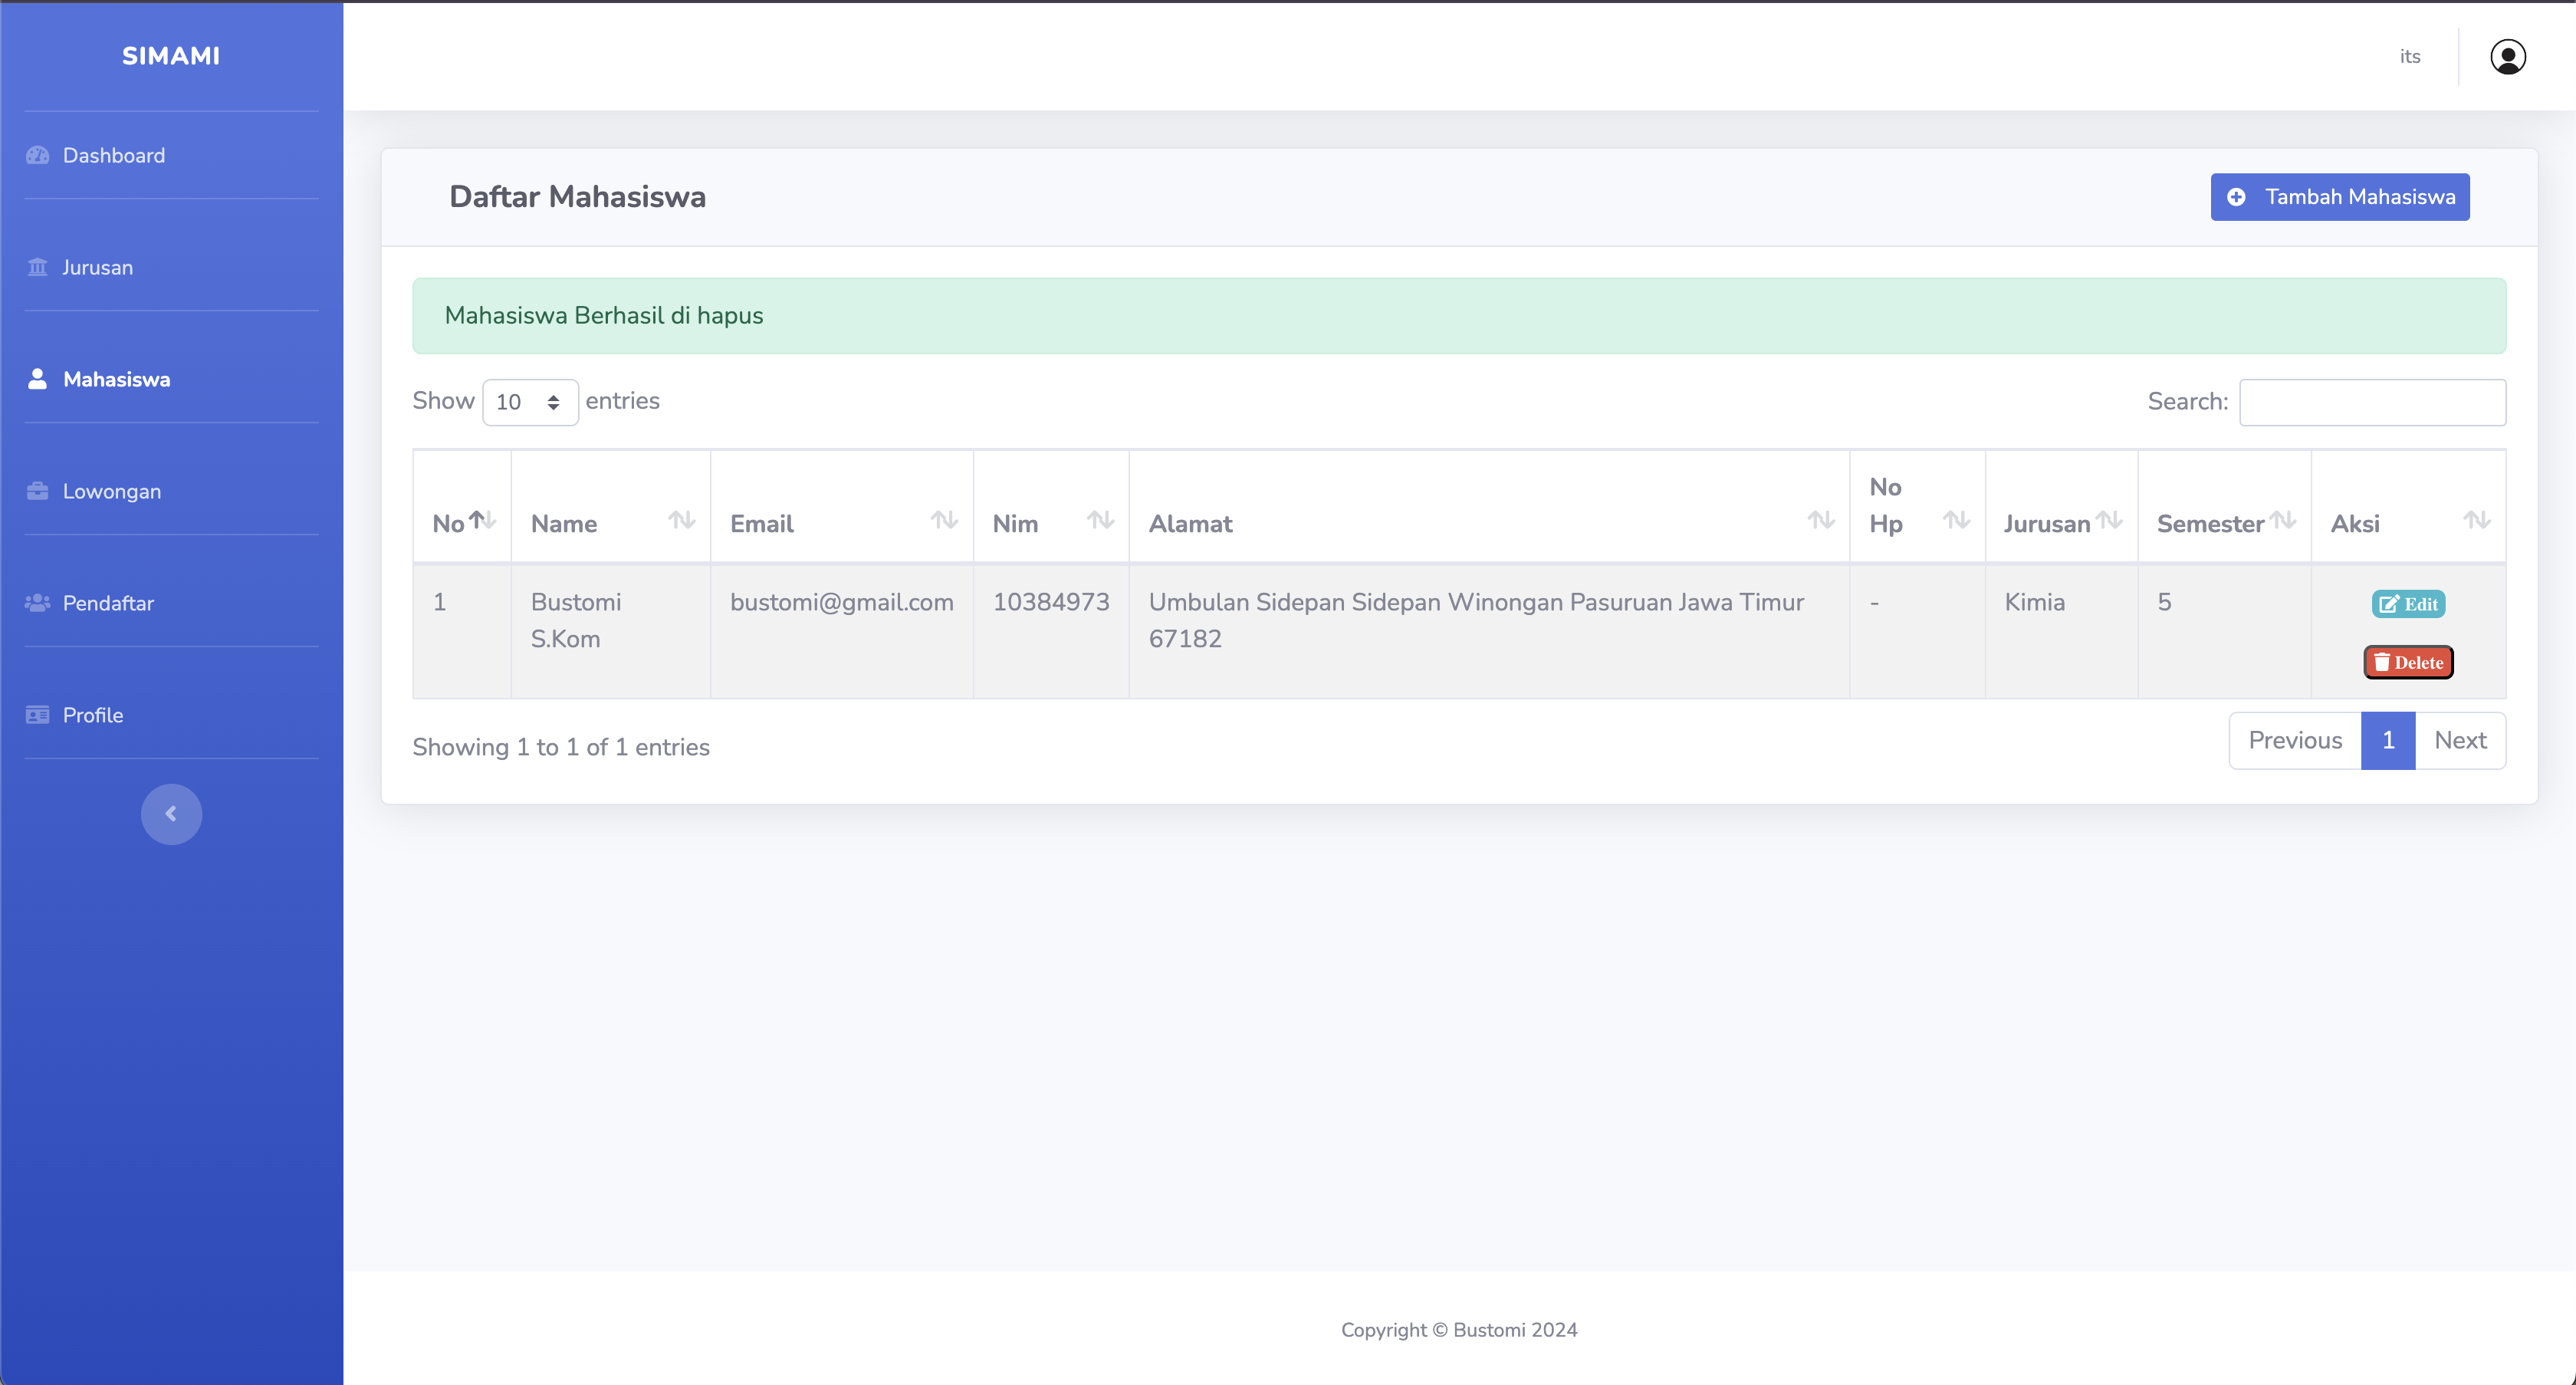 SIMAMI
its
Dashboard
Jurusan
Mahasiswa
Lowongan
Pendaftar
Profile
Daftar Mahasiswa
Tambah Mahasiswa
Mahasiswa Berhasil di hapus
Show 10 entries
Search:
No Name Email Nim Alamat No Hp Jurusan Semester Aksi
1 Bustomi bustomi@gmail.com 10384973 Umbulan Sidepan Sidepan Winongan Pasuruan Jawa Timur - Kimia 5 Edit
S.Kom 67182
Delete
Showing 1 to 1 of 1 entries
Previous 1 Next
Copyright © Bustomi 2024